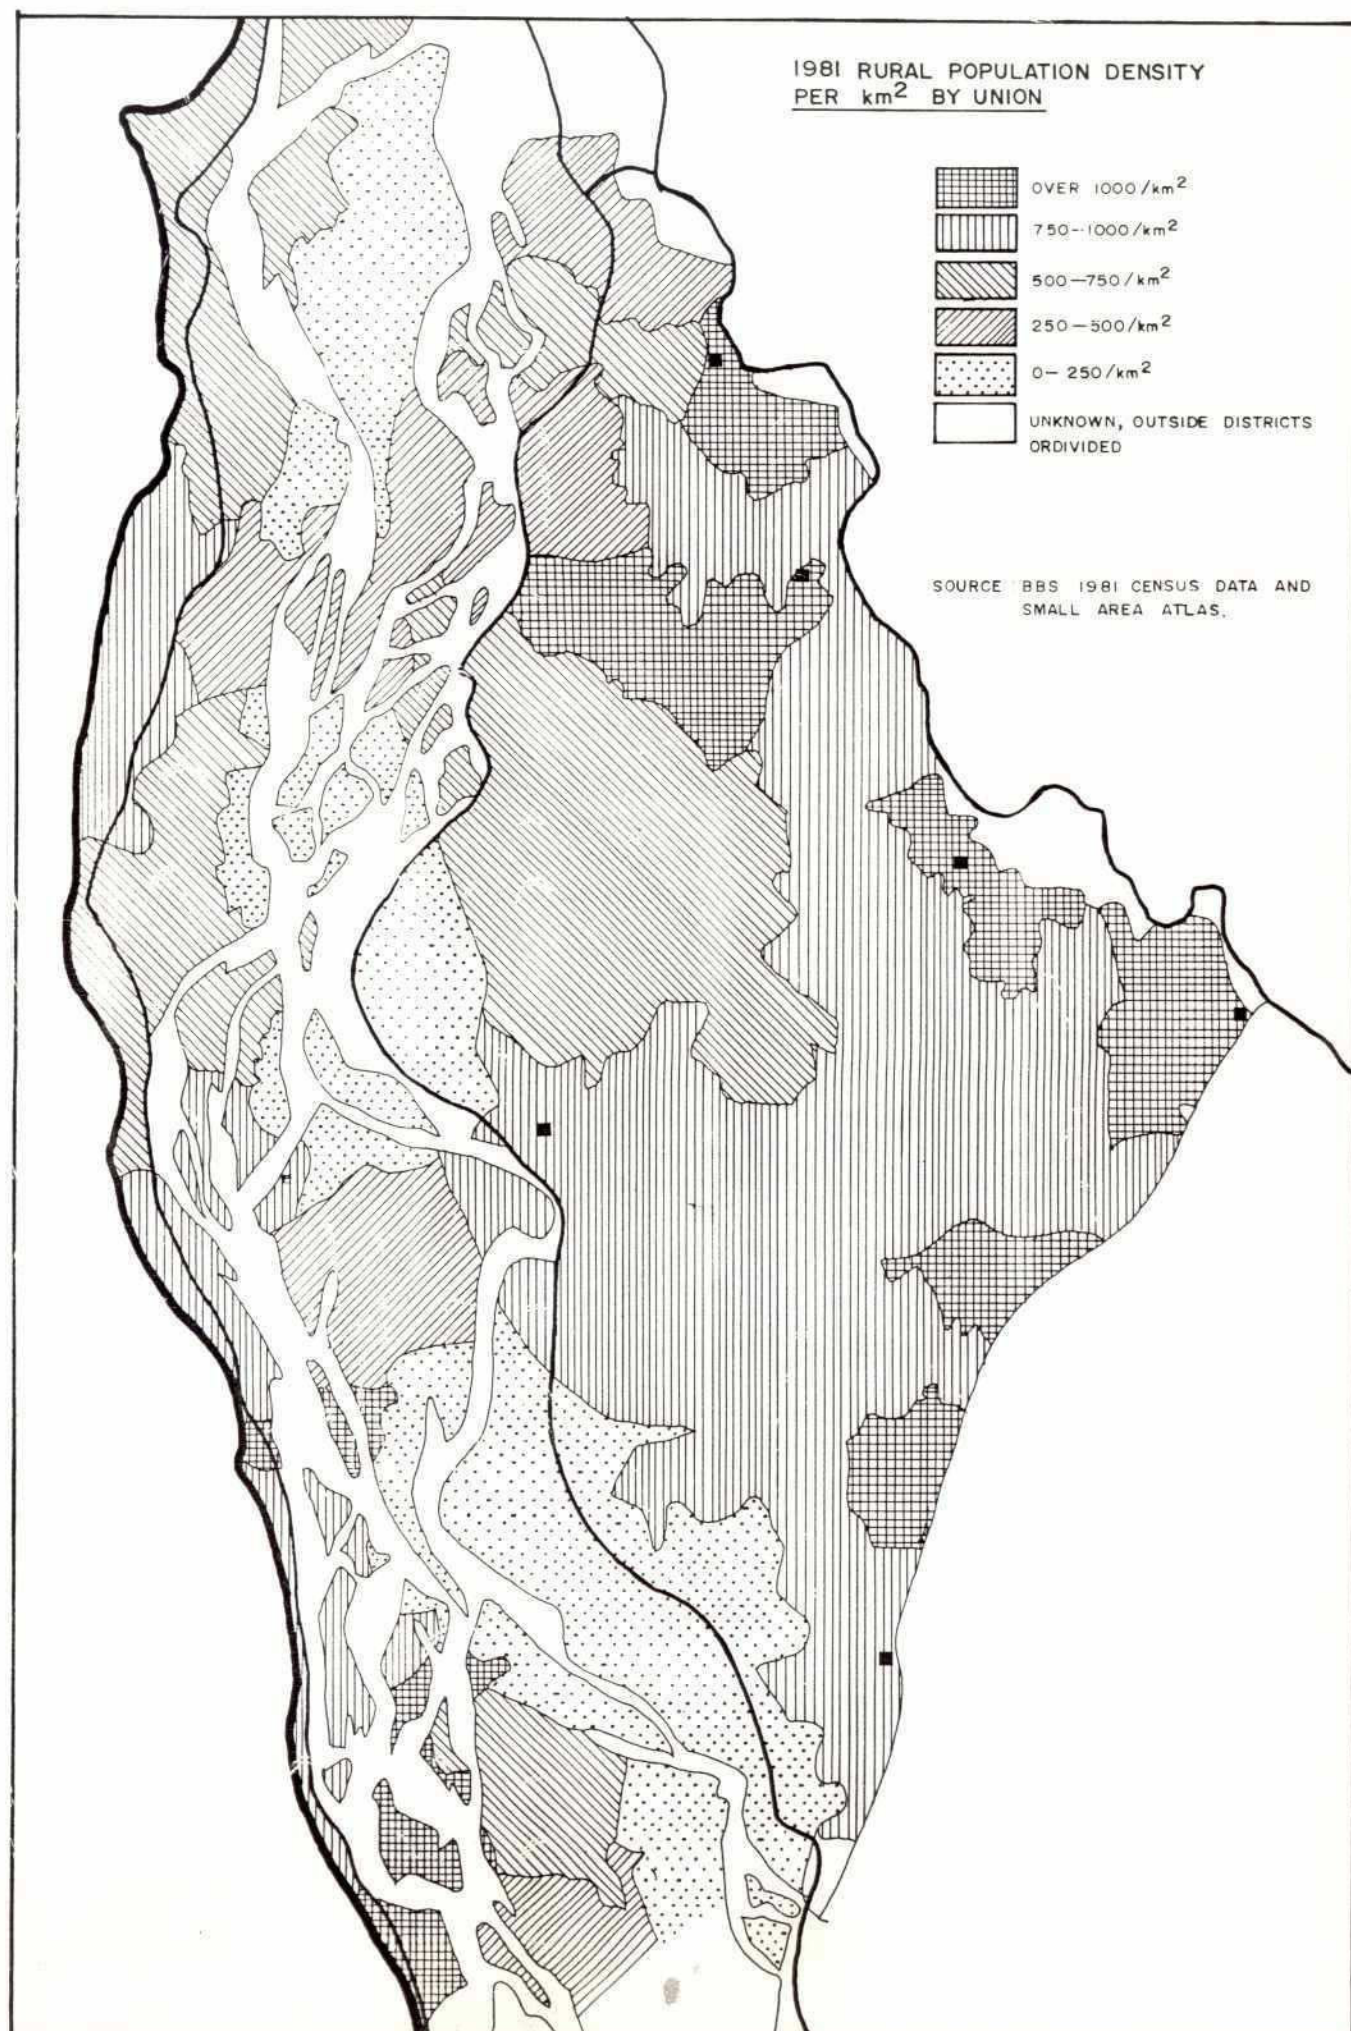 1981 RURAL POPULATION DENSITY
PER km² BY UNION
OVER 1000/km²
750-1000/km²
500-750/km²
250-500/km²
0-250/km²
UNKNOWN, OUTSIDE DISTRICTS
ORDIVIDED
SOURCE BBS 1981 CENSUS DATA AND
SMALL AREA ATLAS.